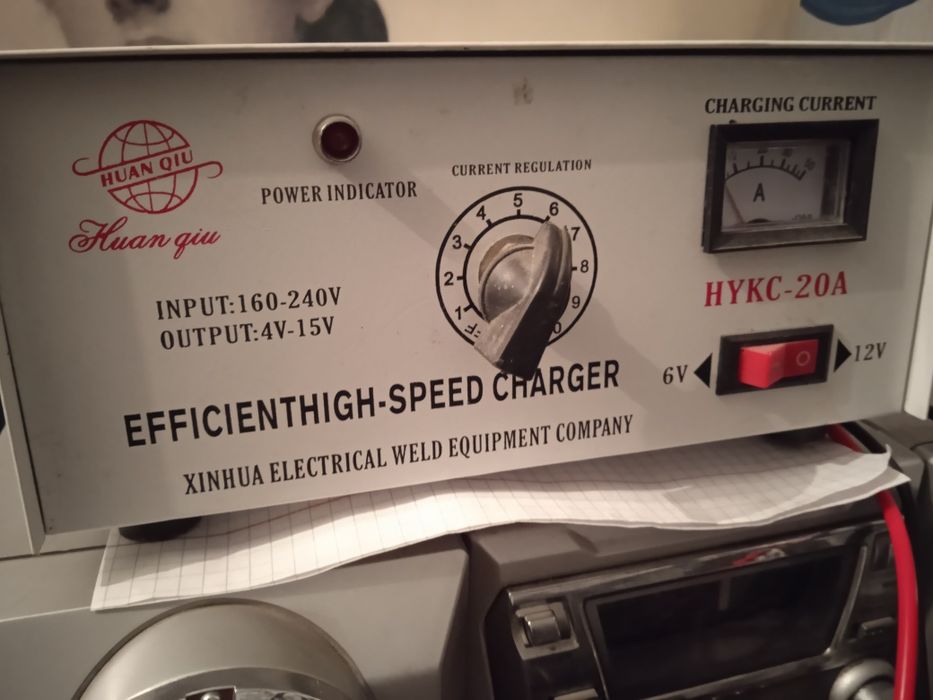 HUAN QIU
Huan qiu
POWER INDICATOR
INPUT:160-240V
OUTPUT:4V-15V
CURRENT REGULATION
1
2
3
4
5
6
7
8
9
CHARGING CURRENT
A
HYKC-20A
6V
12V
EFFICIENTHIGH-SPEED CHARGER
XINHUA ELECTRICAL WELD EQUIPMENT COMPANY